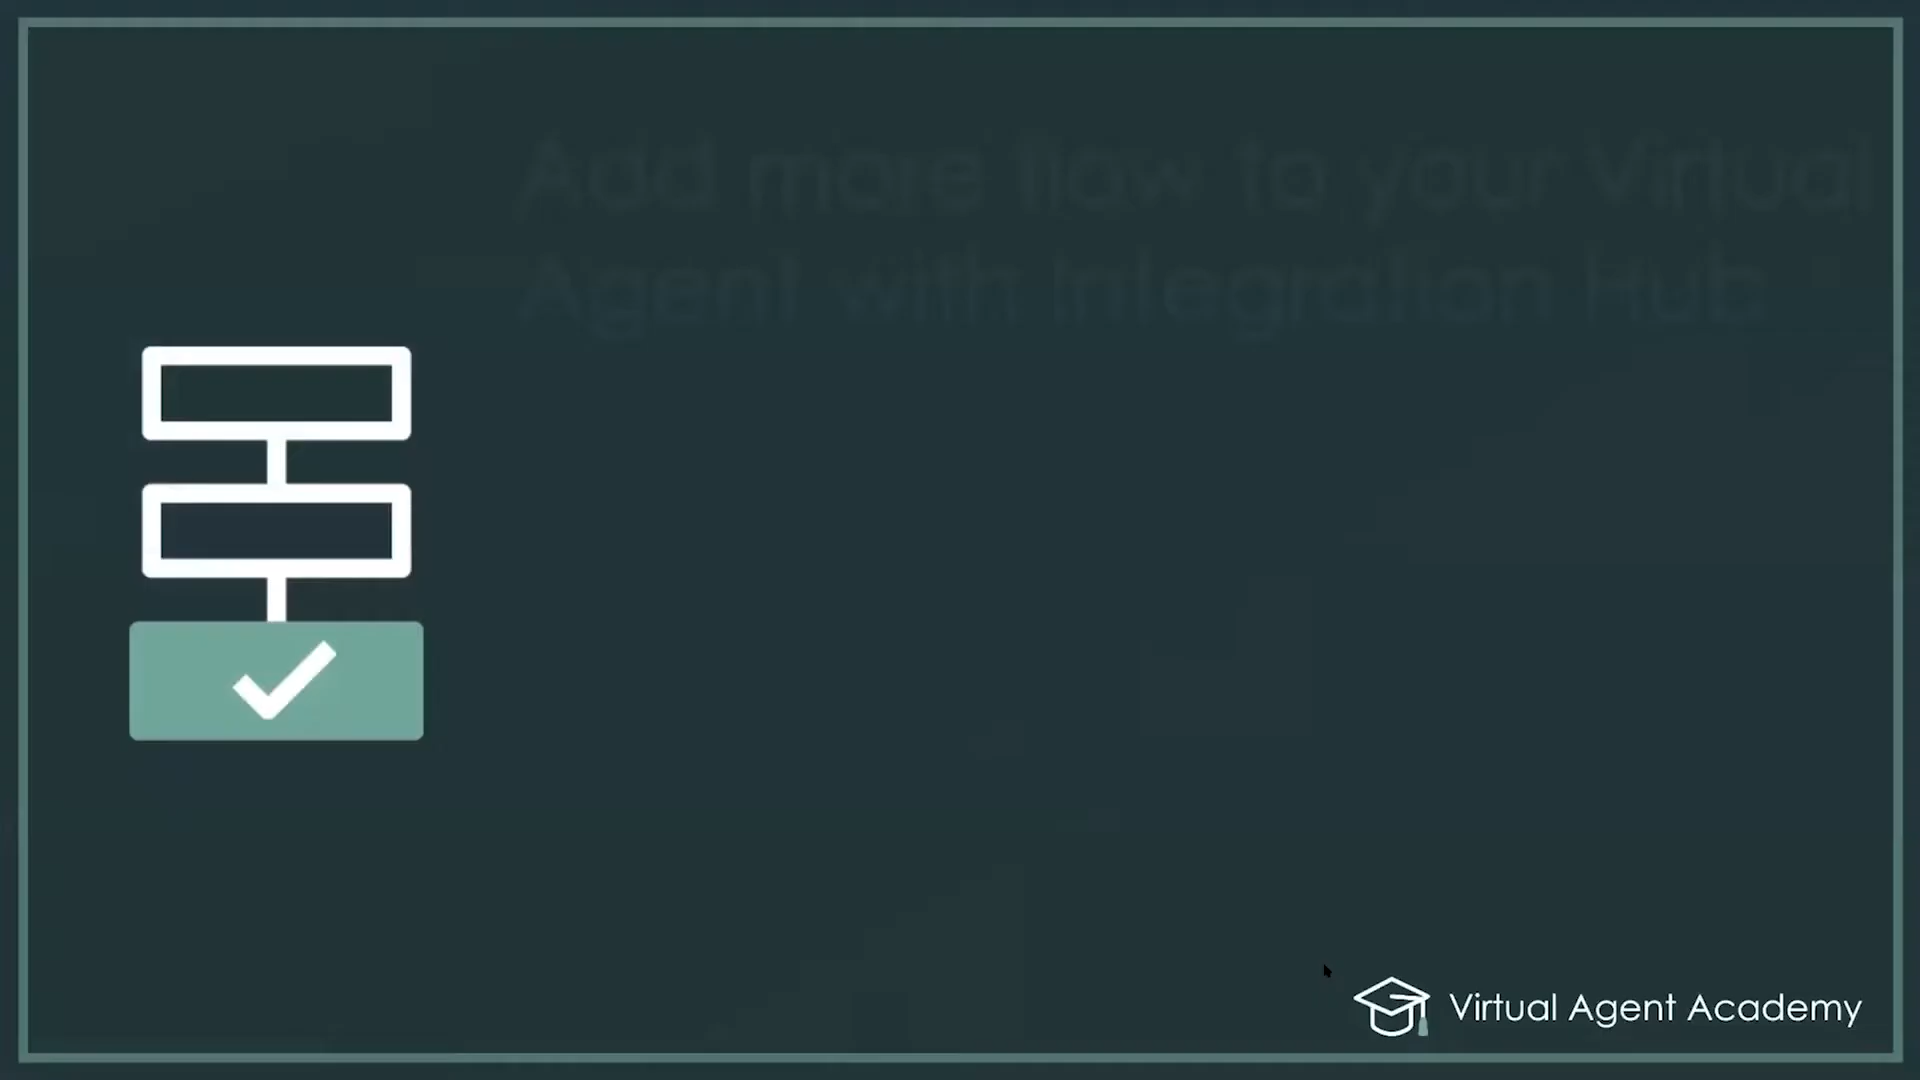 Add more flow to your Virtual
Agent with Integration Hub
Virtual Agent Academy